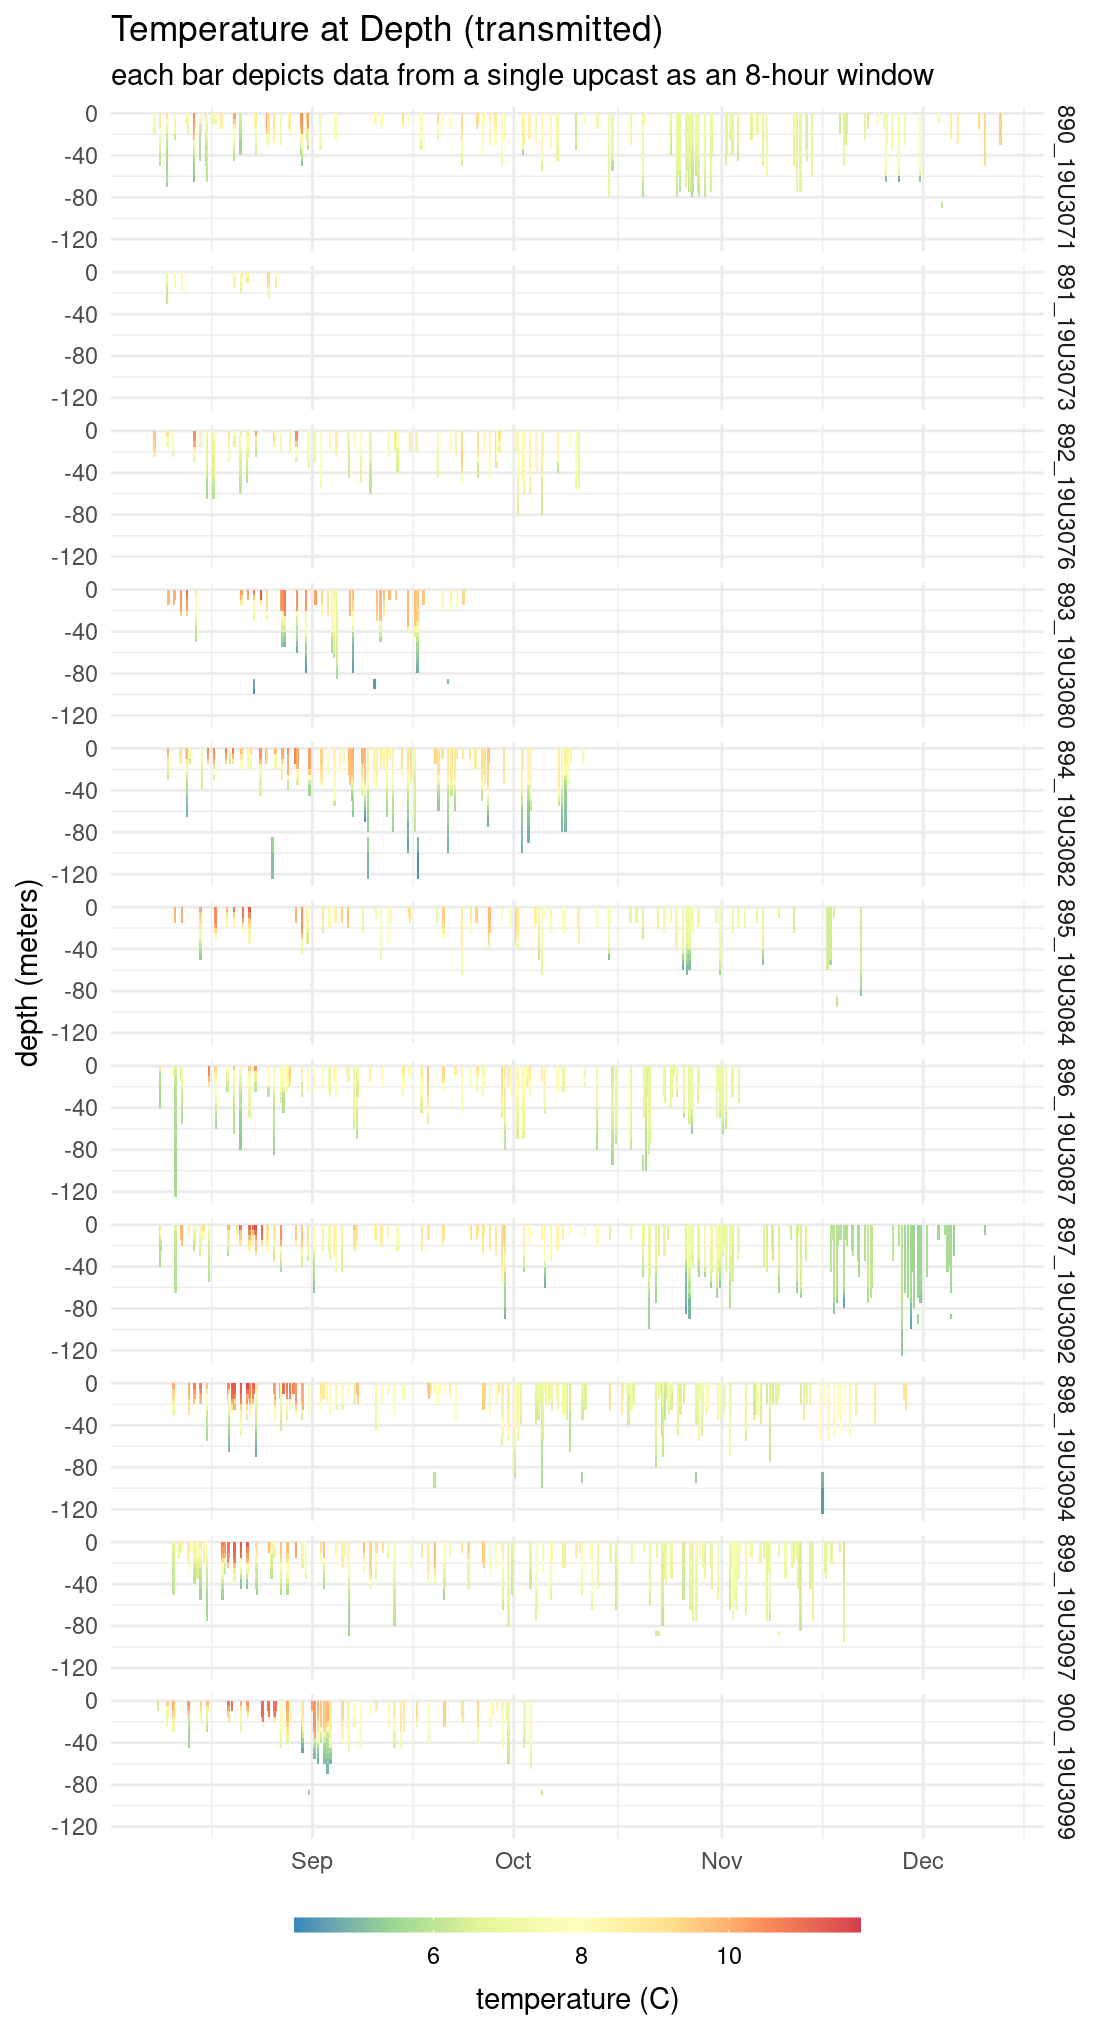 Temperature at Depth (transmitted)
each bar depicts data from a single upcast as an 8-hour window
depth (meters)
0
-40
-80
-120
890_19U3071
0
-40
-80
-120
891_19U3073
0
-40
-80
-120
892_19U3076
0
-40
-80
-120
893_19U3080
0
-40
-80
-120
894_19U3082
0
-40
-80
-120
895_19U3084
0
-40
-80
-120
896_19U3087
0
-40
-80
-120
897_19U3092
0
-40
-80
-120
898_19U3094
0
-40
-80
-120
899_19U3097
0
-40
-80
-120
900_19U3099
Sep Oct Nov Dec
6 8 10
temperature (C)